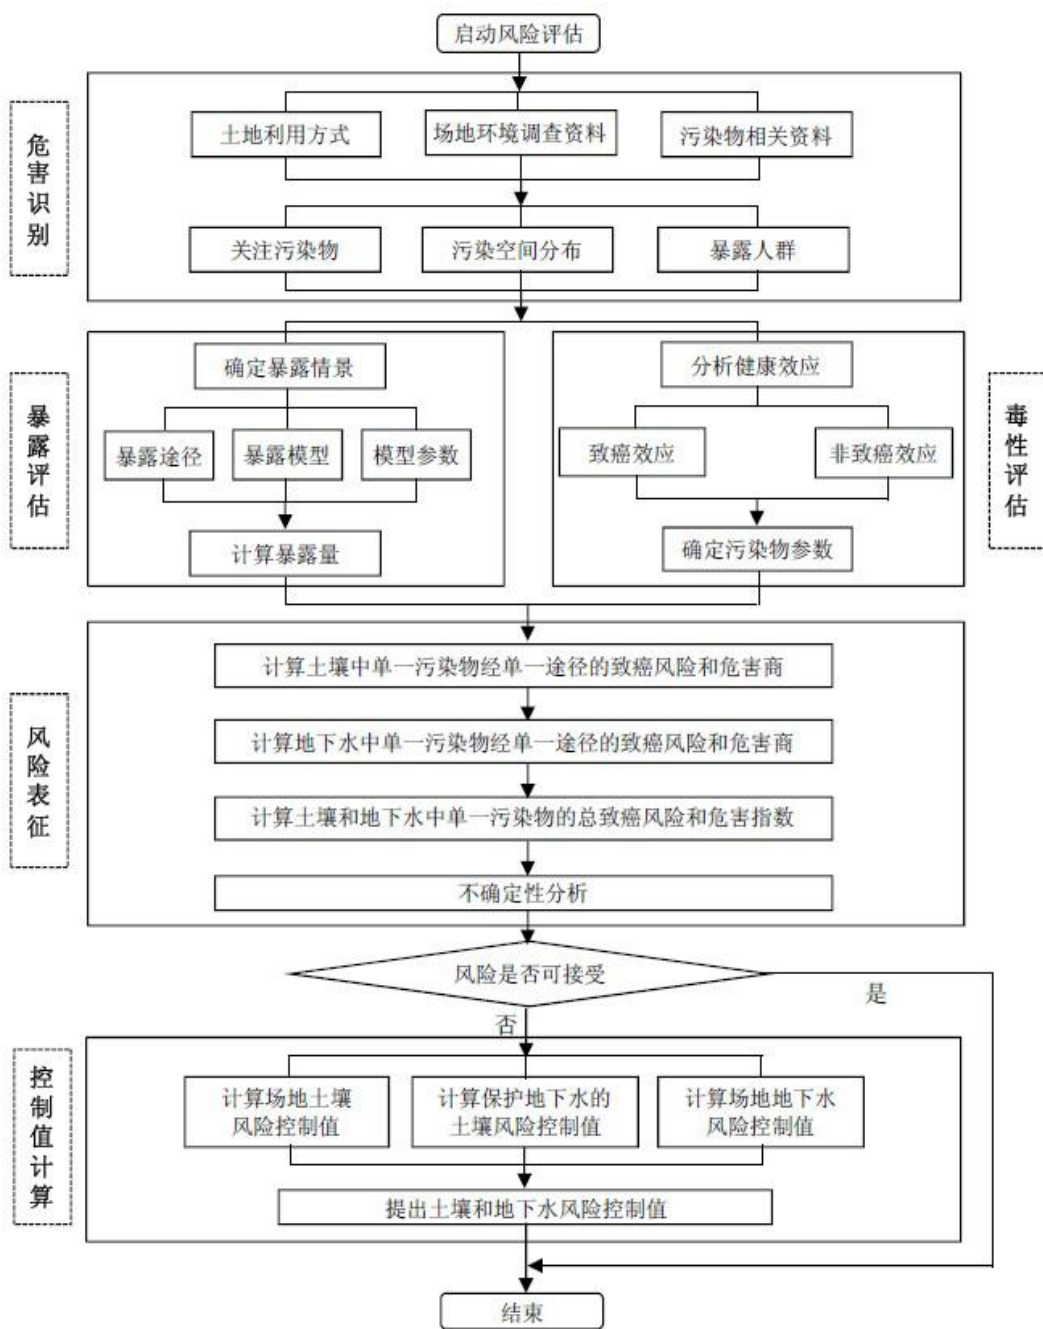 启动风险评估
危害识别
土地利用方式
场地环境调查资料
污染物相关资料
关注污染物
污染空间分布
暴露人群
暴露评估
确定暴露情景
暴露途径
暴露模型
模型参数
计算暴露量
分析健康效应
致癌效应
非致癌效应
确定污染物参数
毒性评估
风险表征
计算土壤中单一污染物经单一途径的致癌风险和危害商
计算地下水中单一污染物经单一途径的致癌风险和危害商
计算土壤和地下水中单一污染物的总致癌风险和危害指数
不确定性分析
风险是否可接受
是
否
控制值计算
计算场地土壤
风险控制值
计算保护地下水的
土壤风险控制值
计算场地地下水
风险控制值
提出土壤和地下水风险控制值
结束